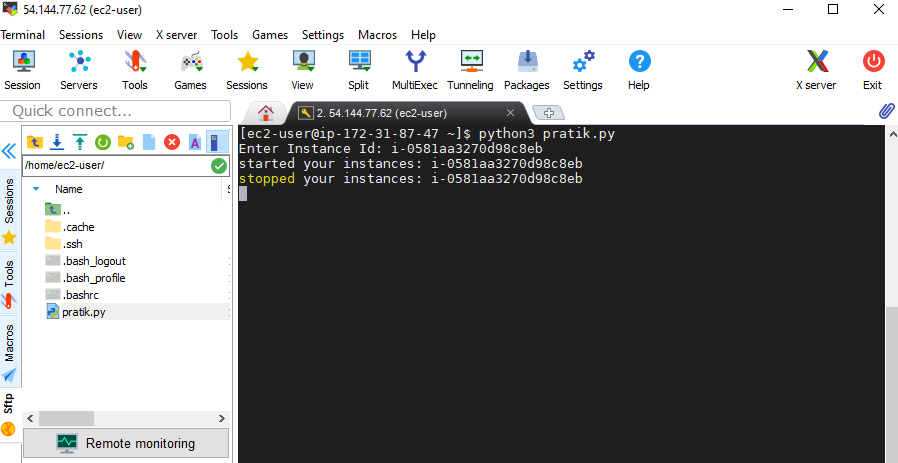 54.144.77.62 (ec2-user)
Terminal Sessions View X server Tools Games Settings Macros Help
Session Servers Tools Games Sessions View Split MultiExec Tunneling Packages Settings Help X server Exit
Quick connect...
2. 54.144.77.62 (ec2-user)
/home/ec2-user/
Name
..
.cache
.ssh
.bash_logout
.bash_profile
.bashrc
pratik.py
Sessions
Tools
Macros
Sftp
Remote monitoring
[ec2-user@ip-172-31-87-47 ~]$ python3 pratik.py
Enter Instance Id: i-0581aa3270d98c8eb
started your instances: i-0581aa3270d98c8eb
stopped your instances: i-0581aa3270d98c8eb